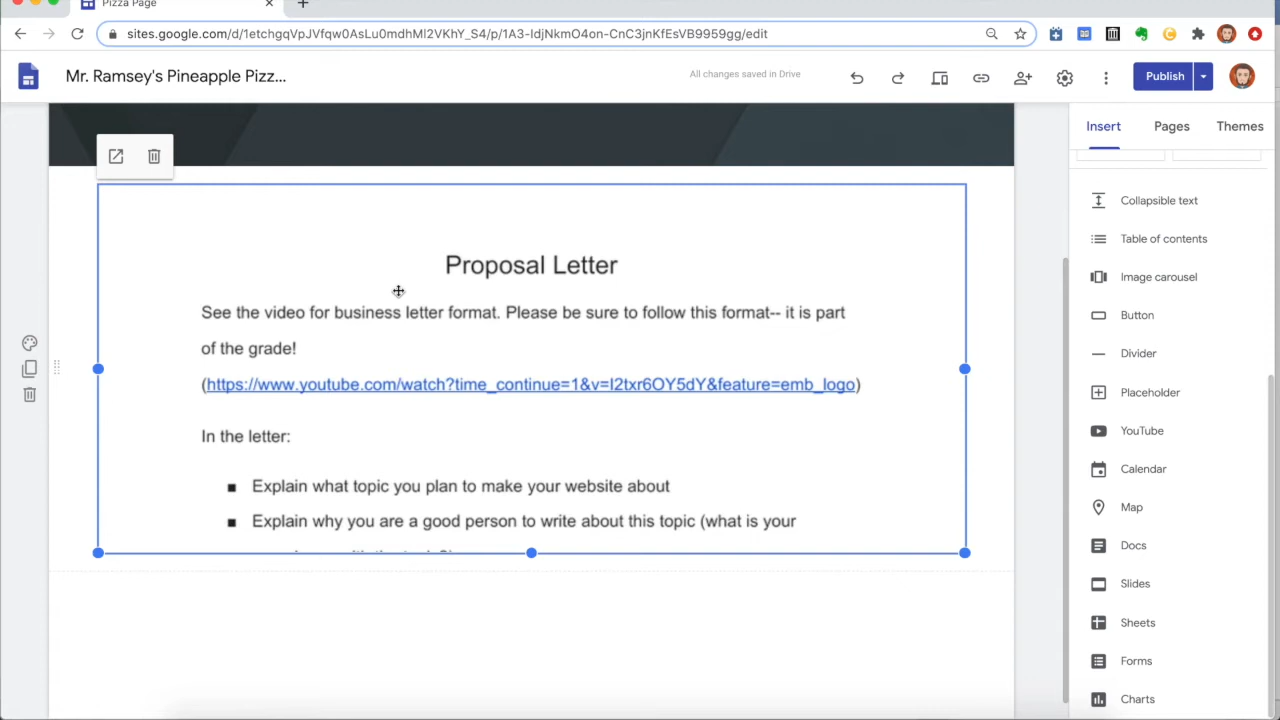 Pizza Page
sites.google.com/d/1etchgqVpJVfqw0AsLu0mdhMl2VKhY_S4/p/1A3-IdjNkmO4on-CnC3jnKfEsVB9959gg/edit
Mr. Ramsey's Pineapple Pizz...
All changes saved in Drive
Publish
Insert
Pages
Themes
Proposal Letter
See the video for business letter format. Please be sure to follow this format-- it is part
of the grade!
(https://www.youtube.com/watch?time_continue=1&v=I2txr6OY5dY&feature=emb_logo)
In the letter:
■ Explain what topic you plan to make your website about
■ Explain why you are a good person to write about this topic (what is your
Collapsible text
Table of contents
Image carousel
Button
Divider
Placeholder
YouTube
Calendar
Map
Docs
Slides
Sheets
Forms
Charts